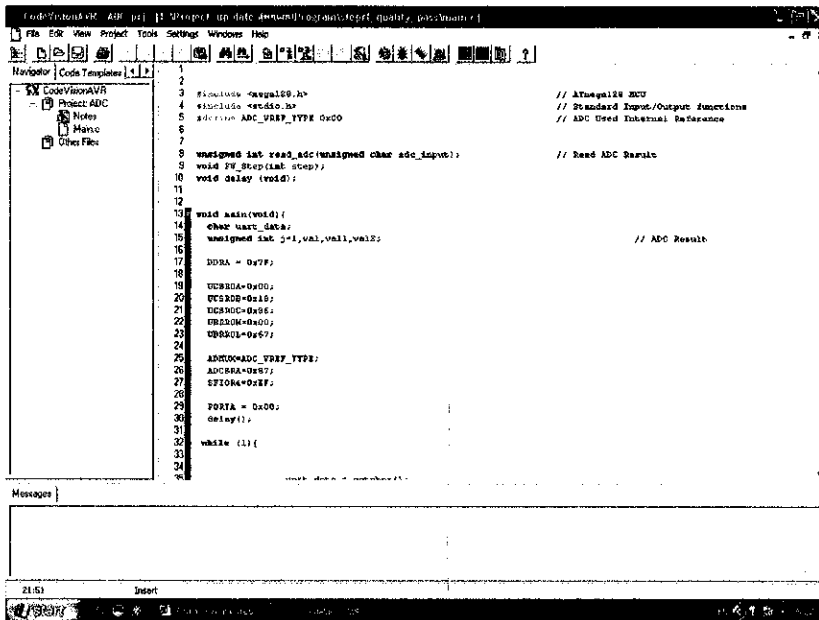 CodeVisionAVR - ADC.prj
File Edit View Project Tools Settings Windows Help
Navigator Code Templates
CodeVisionAVR
Project: ADC
Notes
Main.c
Other Files
1
2
3 #include <mega128.h> // ATmega128 MCU
4 #include <stdio.h> // Standard Input/Output functions
5 #define ADC_VREF_TYPE 0x00 // ADC Used Internal Reference
6
7
8 unsigned int read_adc(unsigned char adc_input); // Read ADC Result
9 void FW_Step(int step);
10 void delay (void);
11
12
13 void main(void){
14 char uart_data;
15 unsigned int j=1,val,val1,val2; // ADC Result
16
17 DDRA = 0x7F;
18
19 UCSR0A=0x00;
20 UCSR0B=0x18;
21 UCSR0C=0x86;
22 UBRR0H=0x00;
23 UBRR0L=0x67;
24
25 ADMUX=ADC_VREF_TYPE;
26 ADCSRA=0x87;
27 SFIOR&=0xEF;
28
29 PORTA = 0x00;
30 delay();
31
32 while (1){
33
34
35 uart_data = getchar();
Messages
21:51 Insert